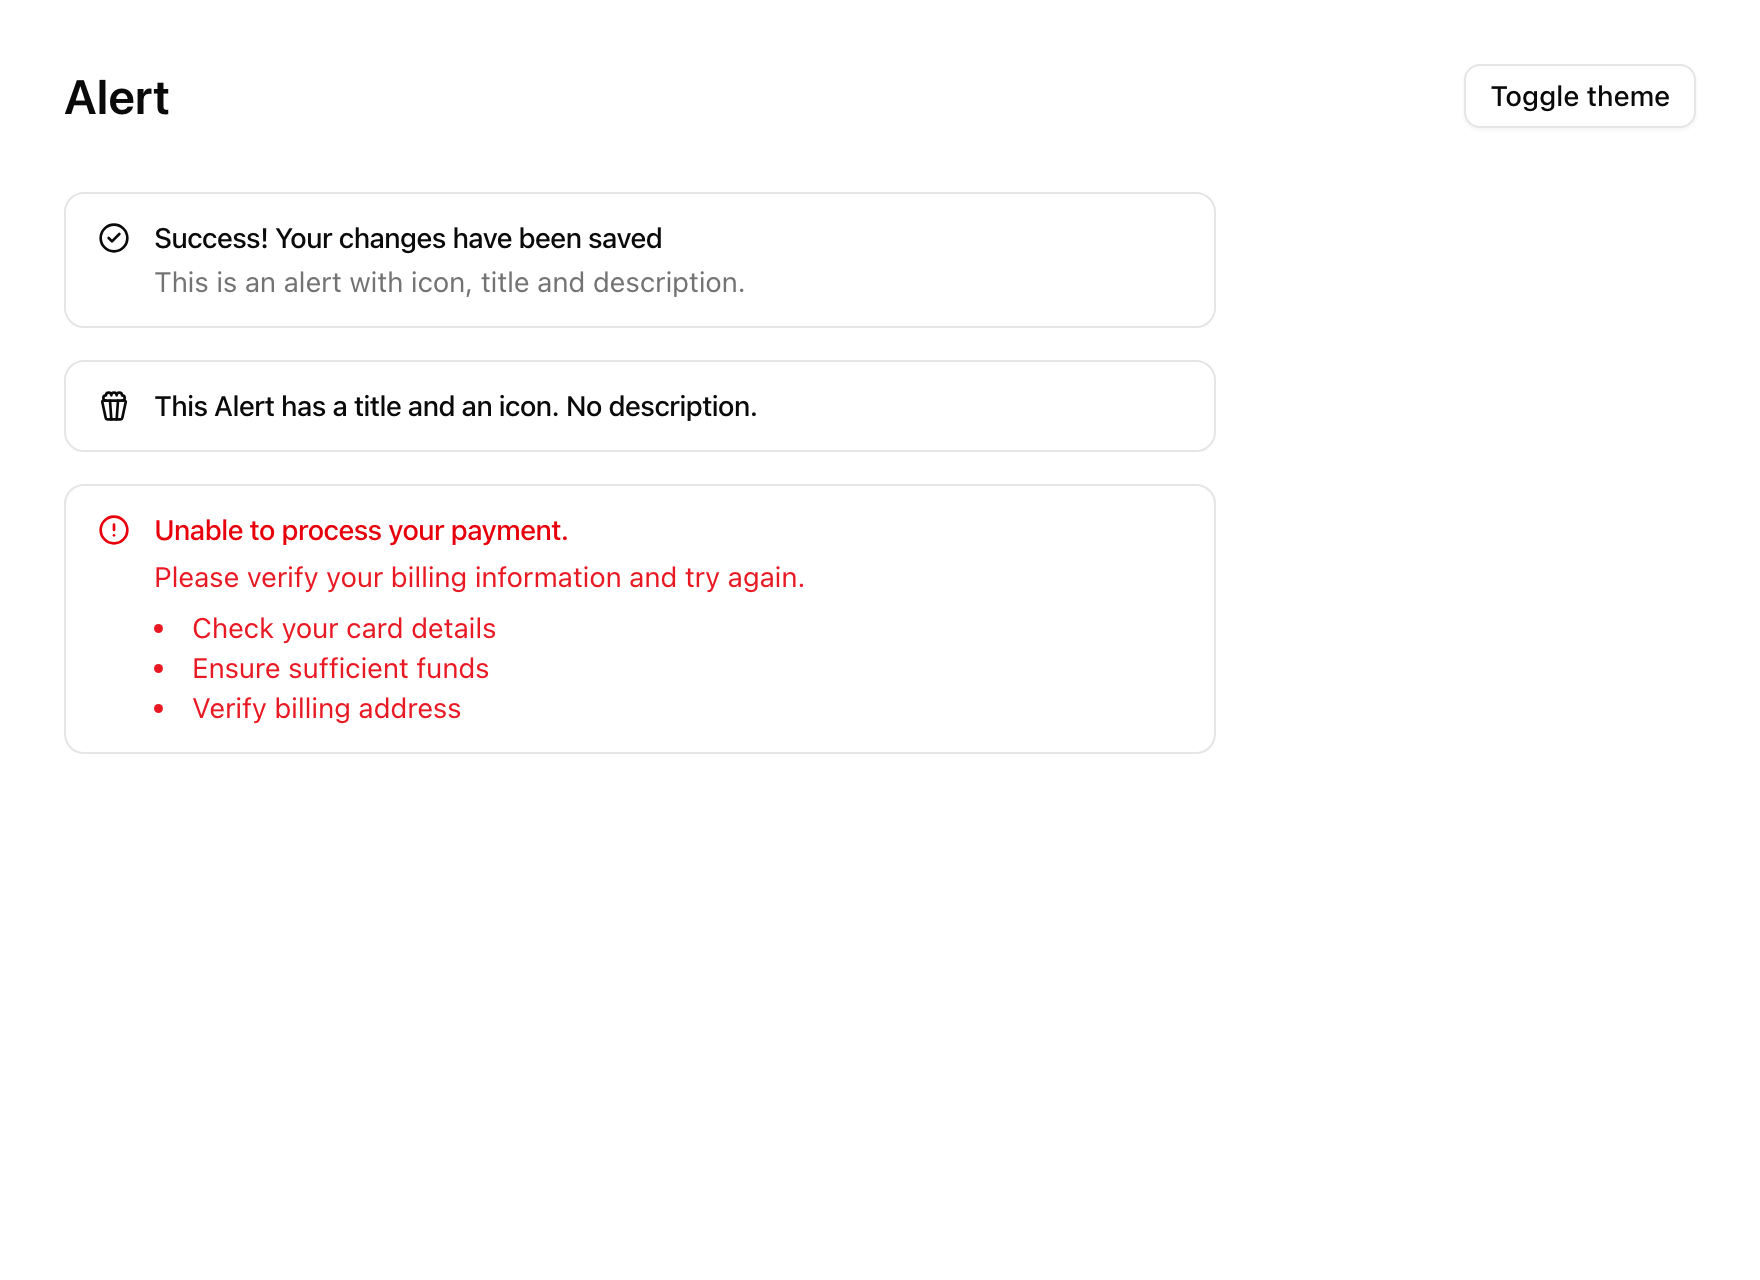 Alert
Toggle theme
Success! Your changes have been saved
This is an alert with icon, title and description.
This Alert has a title and an icon. No description.
Unable to process your payment.
Please verify your billing information and try again.
• Check your card details
• Ensure sufficient funds
• Verify billing address